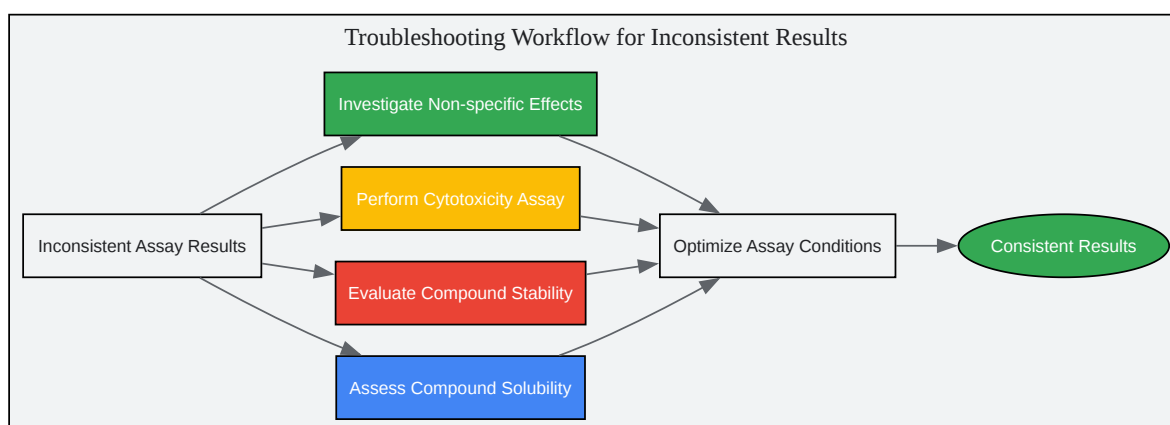 Troubleshooting Workflow for Inconsistent Results
Investigate Non-specific Effects
Perform Cytotoxicity Assay
Inconsistent Assay Results
Optimize Assay Conditions
Consistent Results
Evaluate Compound Stability
Assess Compound Solubility